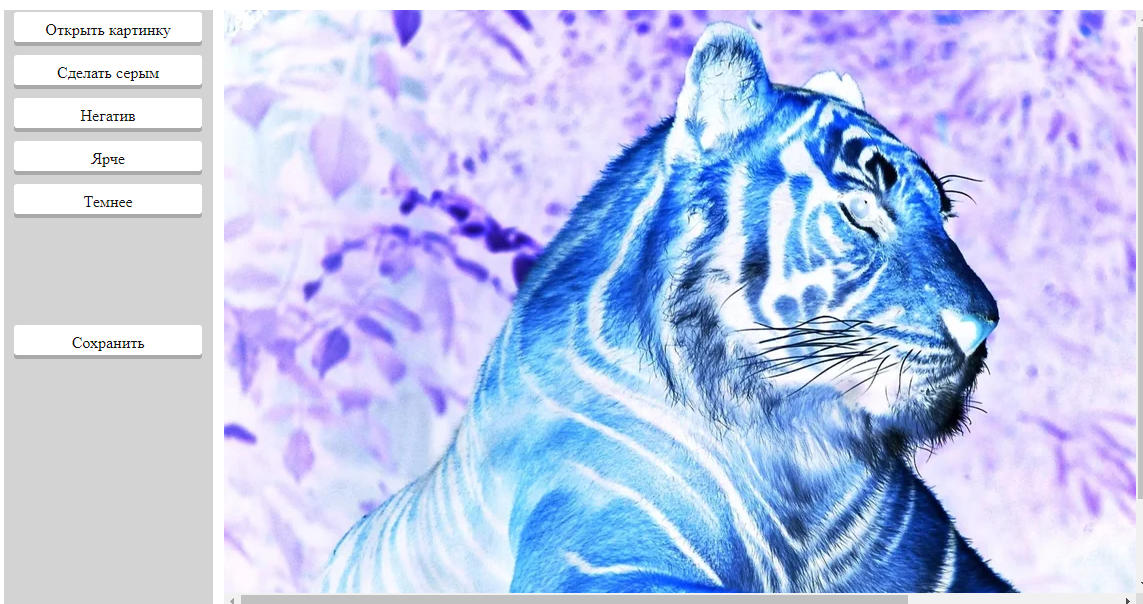 Открыть картинку
Сделать серым
Негатив
Ярче
Темнее
Сохранить